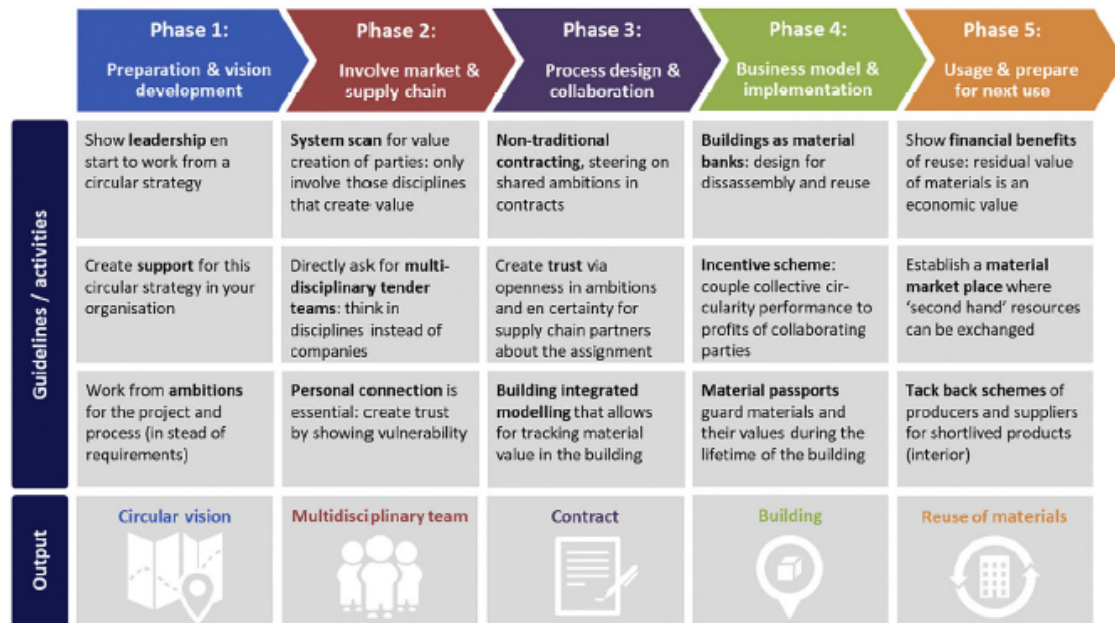 Phase 1:
Preparation & vision
development
Phase 2:
Involve market &
supply chain
Phase 3:
Process design &
collaboration
Phase 4:
Business model &
implementation
Phase 5:
Usage & prepare
for next use
Guidelines / activities
Show leadership en
start to work from a
circular strategy
System scan for value
creation of parties: only
involve those disciplines
that create value
Non-traditional
contracting, steering on
shared ambitions in
contracts
Buildings as material
banks: design for
dissassembly and reuse
Show financial benefits
of reuse: residual value
of materials is an
economic value
Create support for this
circular strategy in your
organisation
Directly ask for multi-
disciplinary tender
teams: think in
disciplines instead of
companies
Create trust via
openness in ambitions
and en certainty for
supply chain partners
about the assignment
Incentive scheme:
couple collective cir-
cularity performance to
profits of collaborating
parties
Establish a material
market place where
‘second hand’ resources
can be exchanged
Work from ambitions
for the project and
process (in stead of
requirements)
Personal connection is
essential: create trust
by showing vulnerability
Building integrated
modelling that allows
for tracking material
value in the building
Material passports
guard materials and
their values during the
lifetime of the building
Tack back schemes of
producers and suppliers
for shortlived products
(interior)
Output
Circular vision
Multidisciplinary team
Contract
Building
Reuse of materials